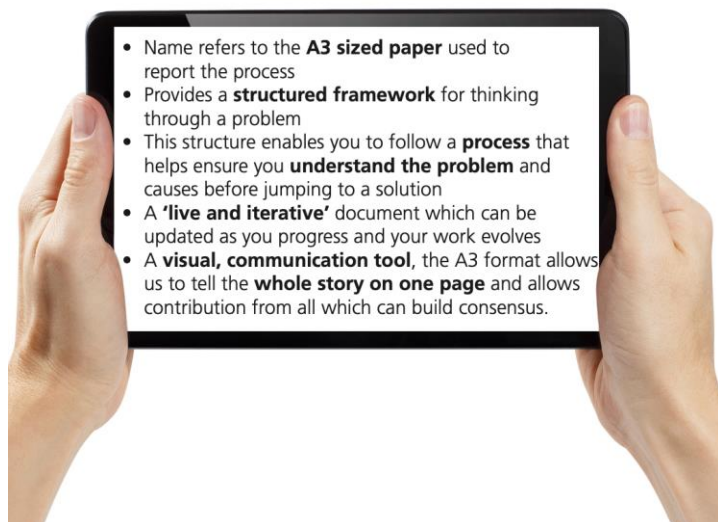 • Name refers to the A3 sized paper used to
report the process
• Provides a structured framework for thinking
through a problem
• This structure enables you to follow a process that
helps ensure you understand the problem and
causes before jumping to a solution
• A 'live and iterative' document which can be
updated as you progress and your work evolves
• A visual, communication tool, the A3 format allows
us to tell the whole story on one page and allows
contribution from all which can build consensus.